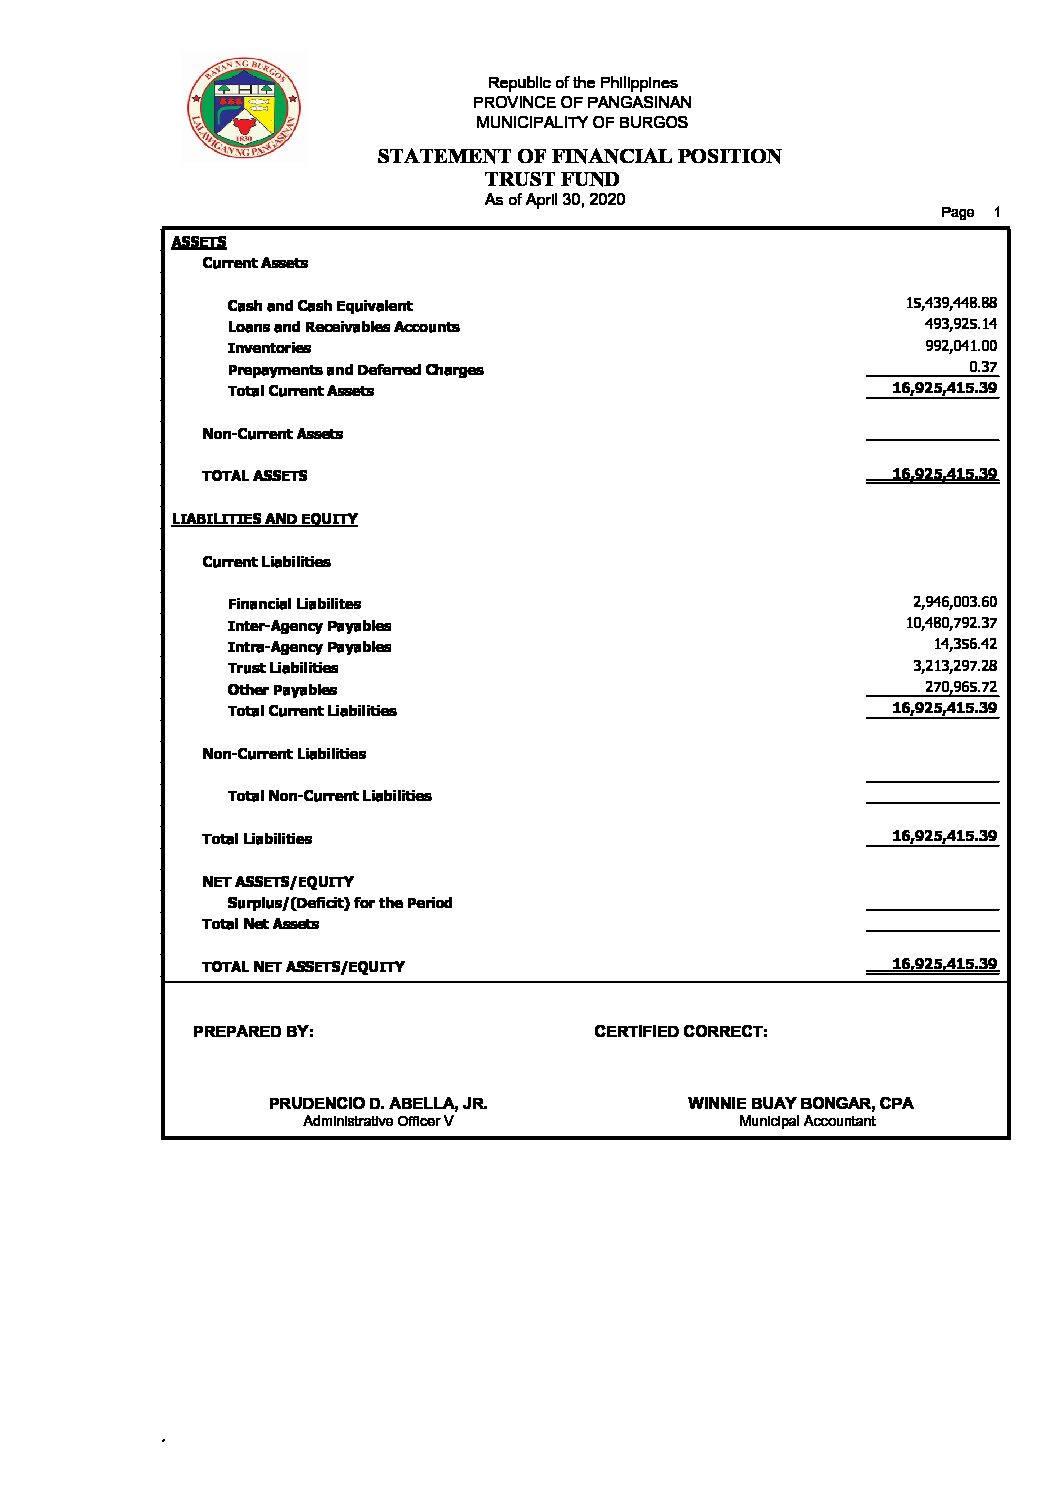 BAYAN NG BURGOS
1830
LALAWIGAN NG PANGASINAN
Republic of the Philippines
PROVINCE OF PANGASINAN
MUNICIPALITY OF BURGOS
STATEMENT OF FINANCIAL POSITION
TRUST FUND
As of April 30, 2020
Page 1
ASSETS
Current Assets
Cash and Cash Equivalent 15,439,448.88
Loans and Receivables Accounts 493,925.14
Inventories 992,041.00
Prepayments and Deferred Charges 0.37
Total Current Assets 16,925,415.39
Non-Current Assets
TOTAL ASSETS 16,925,415.39
LIABILITIES AND EQUITY
Current Liabilities
Financial Liabilites 2,946,003.60
Inter-Agency Payables 10,480,792.37
Intra-Agency Payables 14,356.42
Trust Liabilities 3,213,297.28
Other Payables 270,965.72
Total Current Liabilities 16,925,415.39
Non-Current Liabilities
Total Non-Current Liabilities
Total Liabilities 16,925,415.39
NET ASSETS/EQUITY
Surplus/(Deficit) for the Period
Total Net Assets
TOTAL NET ASSETS/EQUITY 16,925,415.39
PREPARED BY: CERTIFIED CORRECT:
PRUDENCIO D. ABELLA, JR. WINNIE BUAY BONGAR, CPA
Administrative Officer V Municipal Accountant